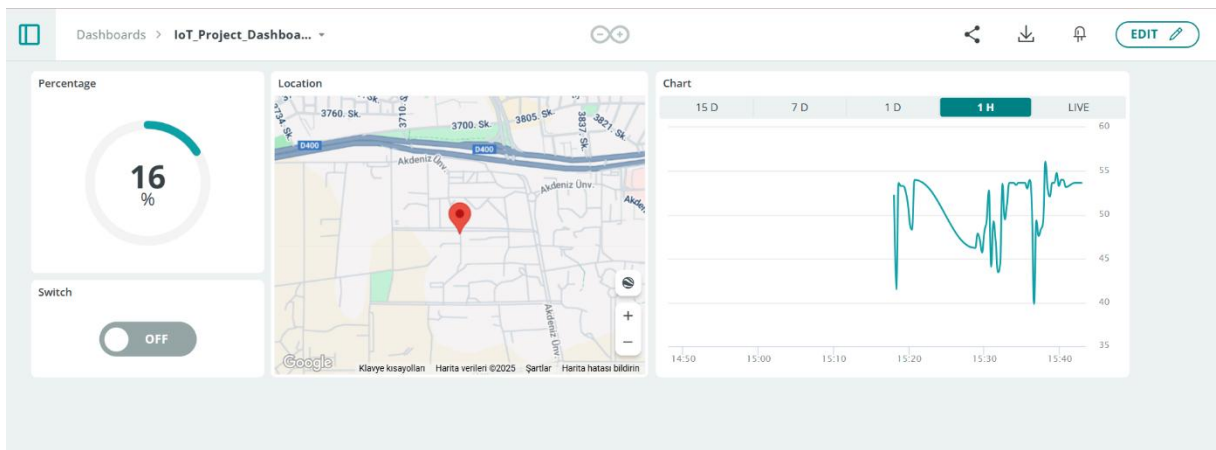 Dashboards > IoT_Project_Dashboa...
EDIT
Percentage
16
%
Switch
OFF
Location
3734. Sk.
Sk.
3760. Sk.
3710. S
3700. Sk.
3805. Sk.
3837. Sk.
3821. Sk.
D400
D400
Akdeniz Ünv.
Akdeniz Ünv.
Akdeniz Ünv.
Google
Klavye kısayolları Harita verileri ©2025 Şartlar Harita hatası bildirin
Chart
15 D 7 D 1 D 1 H LIVE
60
55
50
45
40
35
14:50 15:00 15:10 15:20 15:30 15:40